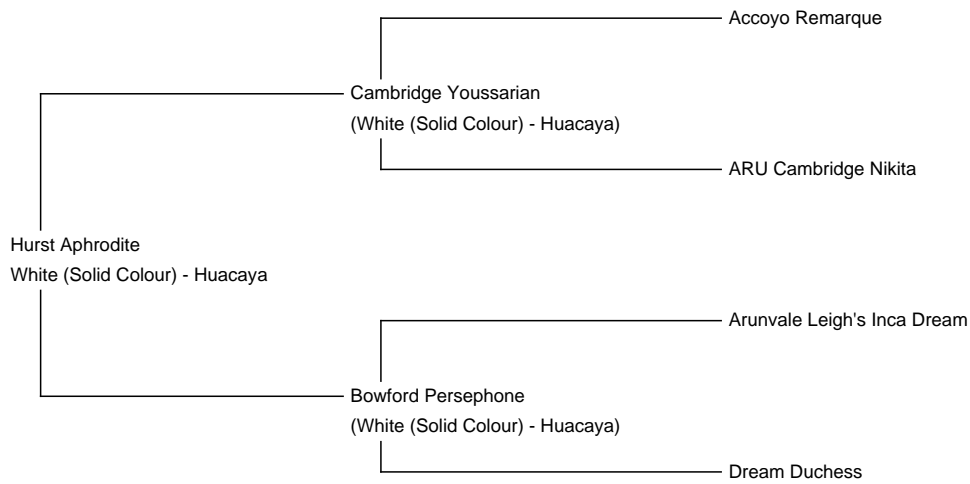 Accoyo Remarque
Cambridge Youssarian
(White (Solid Colour) - Huacaya)
ARU Cambridge Nikita
Hurst Aphrodite
White (Solid Colour) - Huacaya
Arunvale Leigh's Inca Dream
Bowford Persephone
(White (Solid Colour) - Huacaya)
Dream Duchess